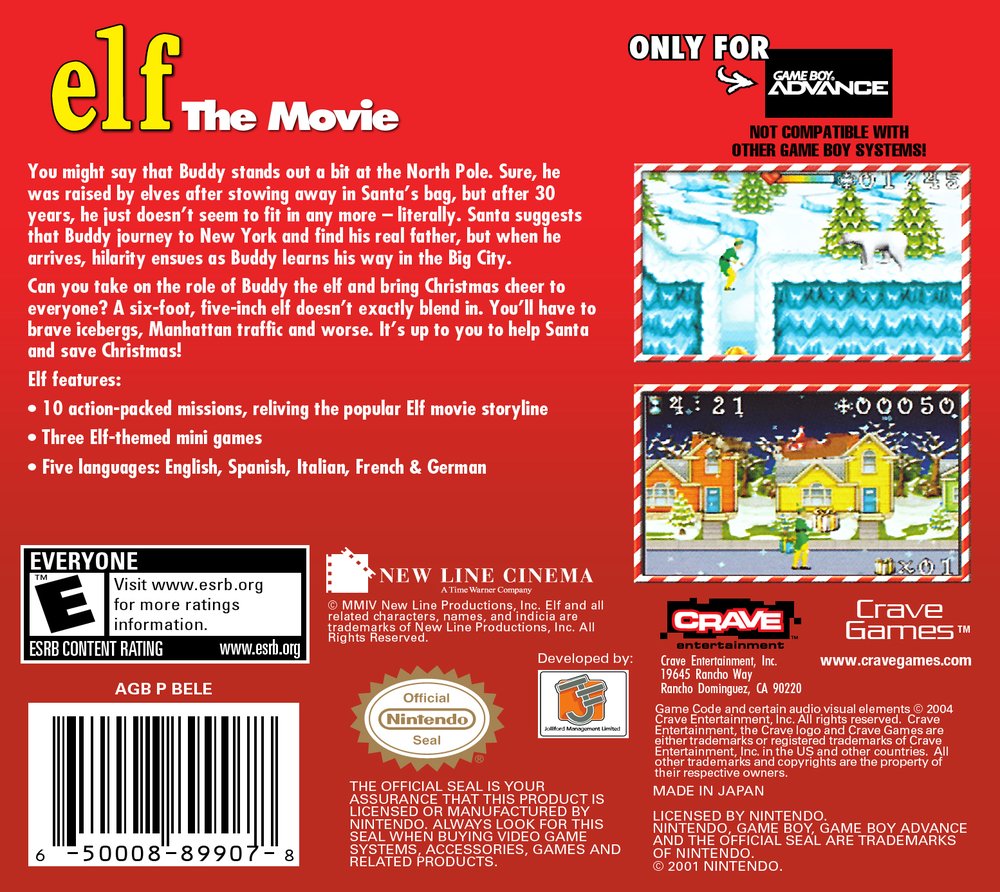 elf The Movie
You might say that Buddy stands out a bit at the North Pole. Sure, he
was raised by elves after stowing away in Santa's bag, but after 30
years, he just doesn't seem to fit in any more – literally. Santa suggests
that Buddy journey to New York and find his real father, but when he
arrives, hilarity ensues as Buddy learns his way in the Big City.
Can you take on the role of Buddy the elf and bring Christmas cheer to
everyone? A six-foot, five-inch elf doesn't exactly blend in. You'll have to
brave icebergs, Manhattan traffic and worse. It's up to you to help Santa
and save Christmas!
Elf features:
• 10 action-packed missions, reliving the popular Elf movie storyline
• Three Elf-themed mini games
• Five languages: English, Spanish, Italian, French & German
ONLY FOR
GAME BOY
ADVANCE
NOT COMPATIBLE WITH
OTHER GAME BOY SYSTEMS!
01745
4:21
00050
x01
EVERYONE
E™
Visit www.esrb.org
for more ratings
information.
ESRB CONTENT RATING www.esrb.org
AGB P BELE
6 -50008-89907- 8
NEW LINE CINEMA
A Time Warner Company
© MMIV New Line Productions, Inc. Elf and all
related characters, names, and indicia are
trademarks of New Line Productions, Inc. All
Rights Reserved.
Official
Nintendo
Seal
®
Developed by:
Jolliford Management Limited
THE OFFICIAL SEAL IS YOUR
ASSURANCE THAT THIS PRODUCT IS
LICENSED OR MANUFACTURED BY
NINTENDO. ALWAYS LOOK FOR THIS
SEAL WHEN BUYING VIDEO GAME
SYSTEMS, ACCESSORIES, GAMES AND
RELATED PRODUCTS.
CRAVE™
entertainment
Crave Entertainment, Inc.
19645 Rancho Way
Rancho Dominguez, CA 90220
Crave
Games™
www.cravegames.com
Game Code and certain audio visual elements © 2004
Crave Entertainment, Inc. All rights reserved. Crave
Entertainment, the Crave logo and Crave Games are
either trademarks or registered trademarks of Crave
Entertainment, Inc. in the US and other countries. All
other trademarks and copyrights are the property of
their respective owners.
MADE IN JAPAN
LICENSED BY NINTENDO.
NINTENDO, GAME BOY, GAME BOY ADVANCE
AND THE OFFICIAL SEAL ARE TRADEMARKS
OF NINTENDO.
© 2001 NINTENDO.